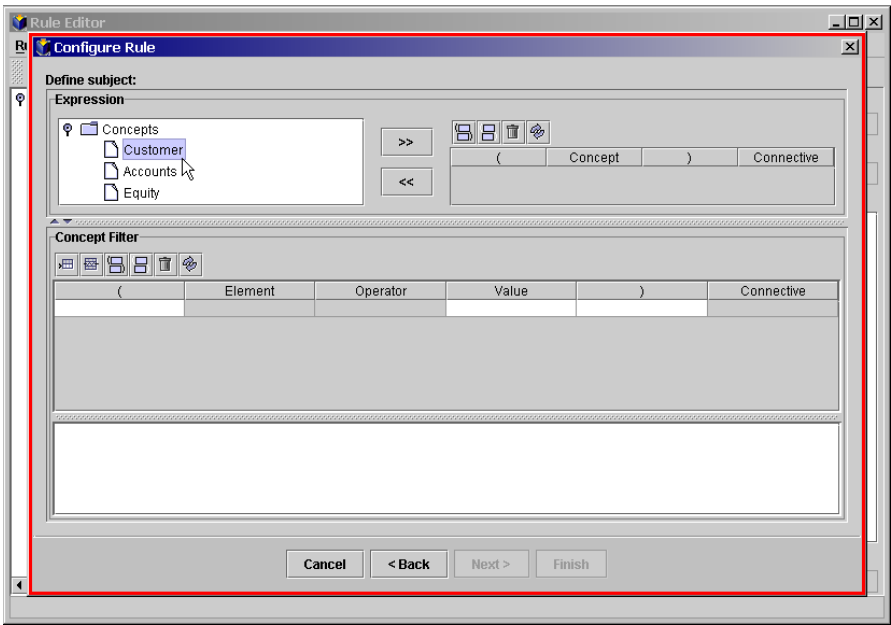 Rule Editor
Configure Rule
Define subject:
Expression
Concepts
Customer
Accounts
Equity
>>
<<
( Concept ) Connective
Concept Filter
( Element Operator Value ) Connective
Cancel < Back Next > Finish